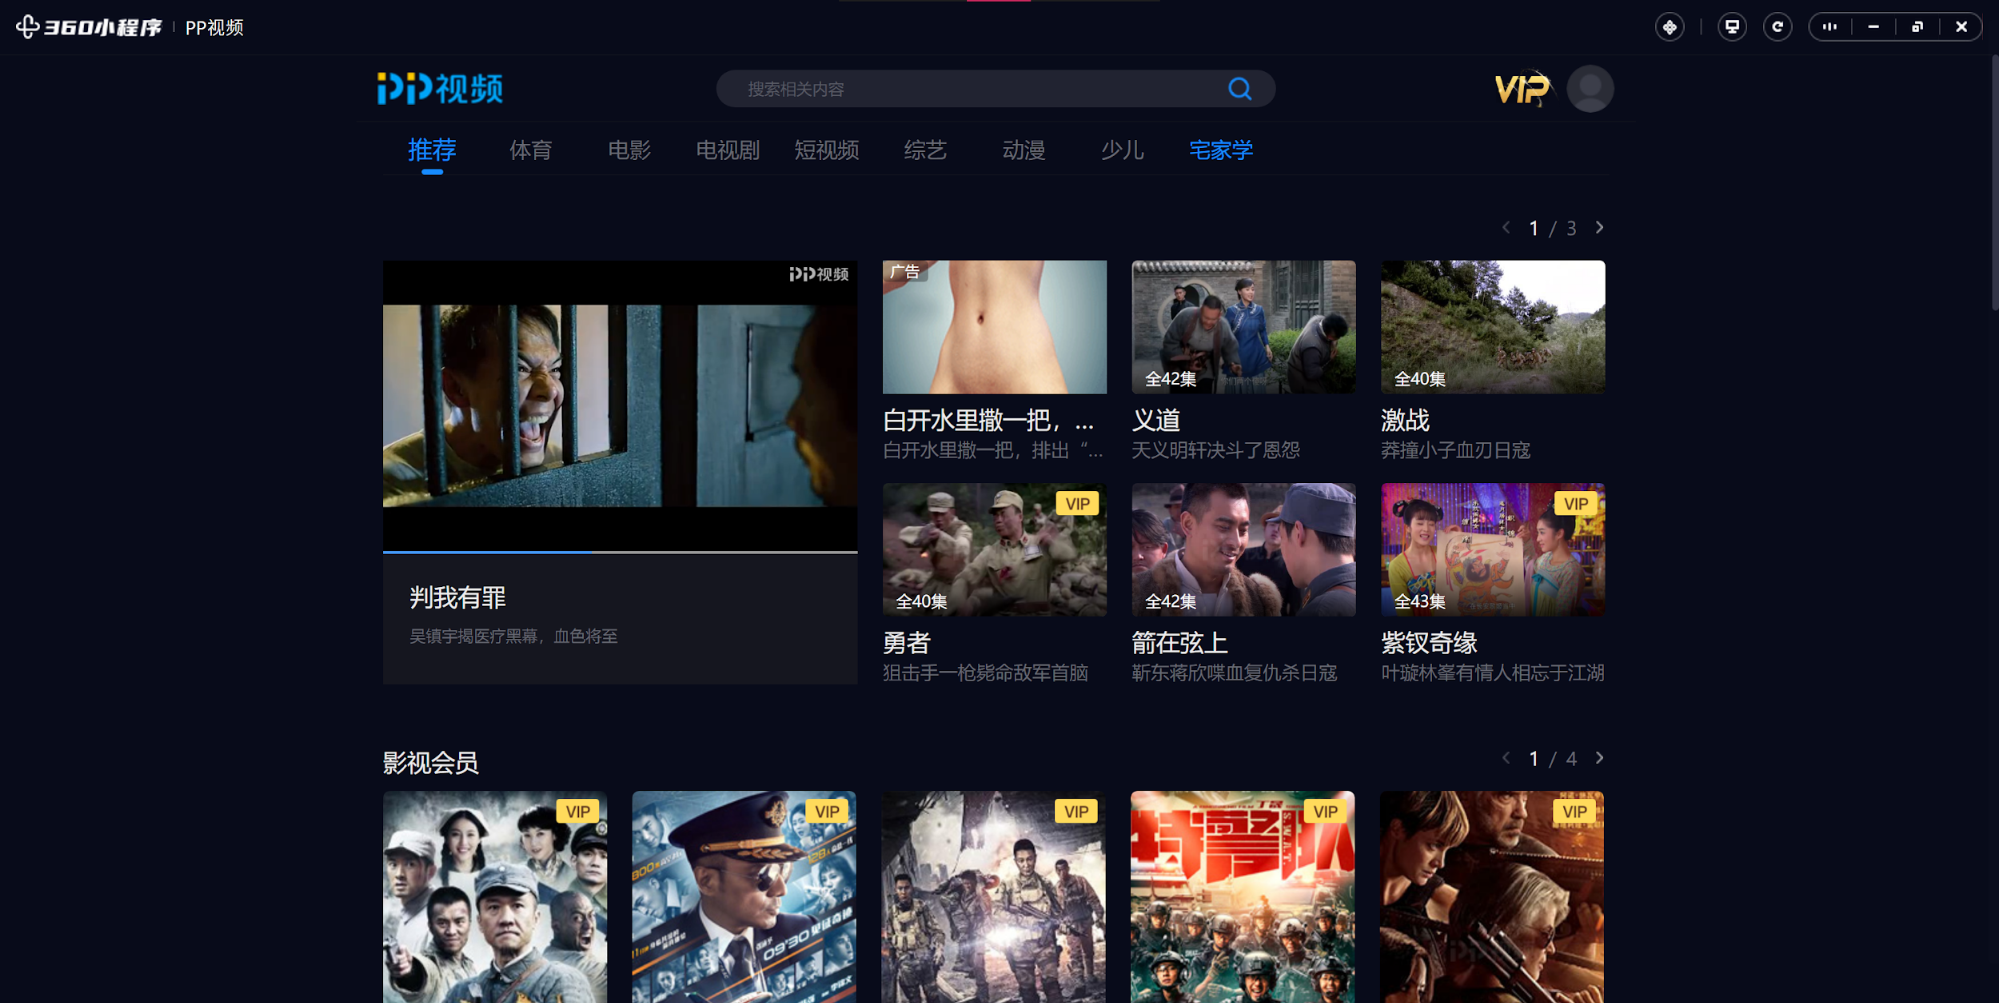 360小程序 PP视频
PP视频
搜索相关内容
VIP
推荐 体育 电影 电视剧 短视频 综艺 动漫 少儿 宅家学
1 / 3
PP视频
广告
全42集
全40集
白开水里撒一把，...
义道
激战
白开水里撒一把，排出“...
天义明轩决斗了恩怨
莽撞小子血刃日寇
VIP
VIP
全40集
全42集
全43集
判我有罪
吴镇宇揭医疗黑幕，血色将至
勇者
箭在弦上
紫钗奇缘
狙击手一枪毙命敌军首脑
靳东蒋欣喋血复仇杀日寇
叶璇林峯有情人相忘于江湖
影视会员
1 / 4
VIP
VIP
VIP
VIP
VIP
特警队
S.W.A.T
09:30